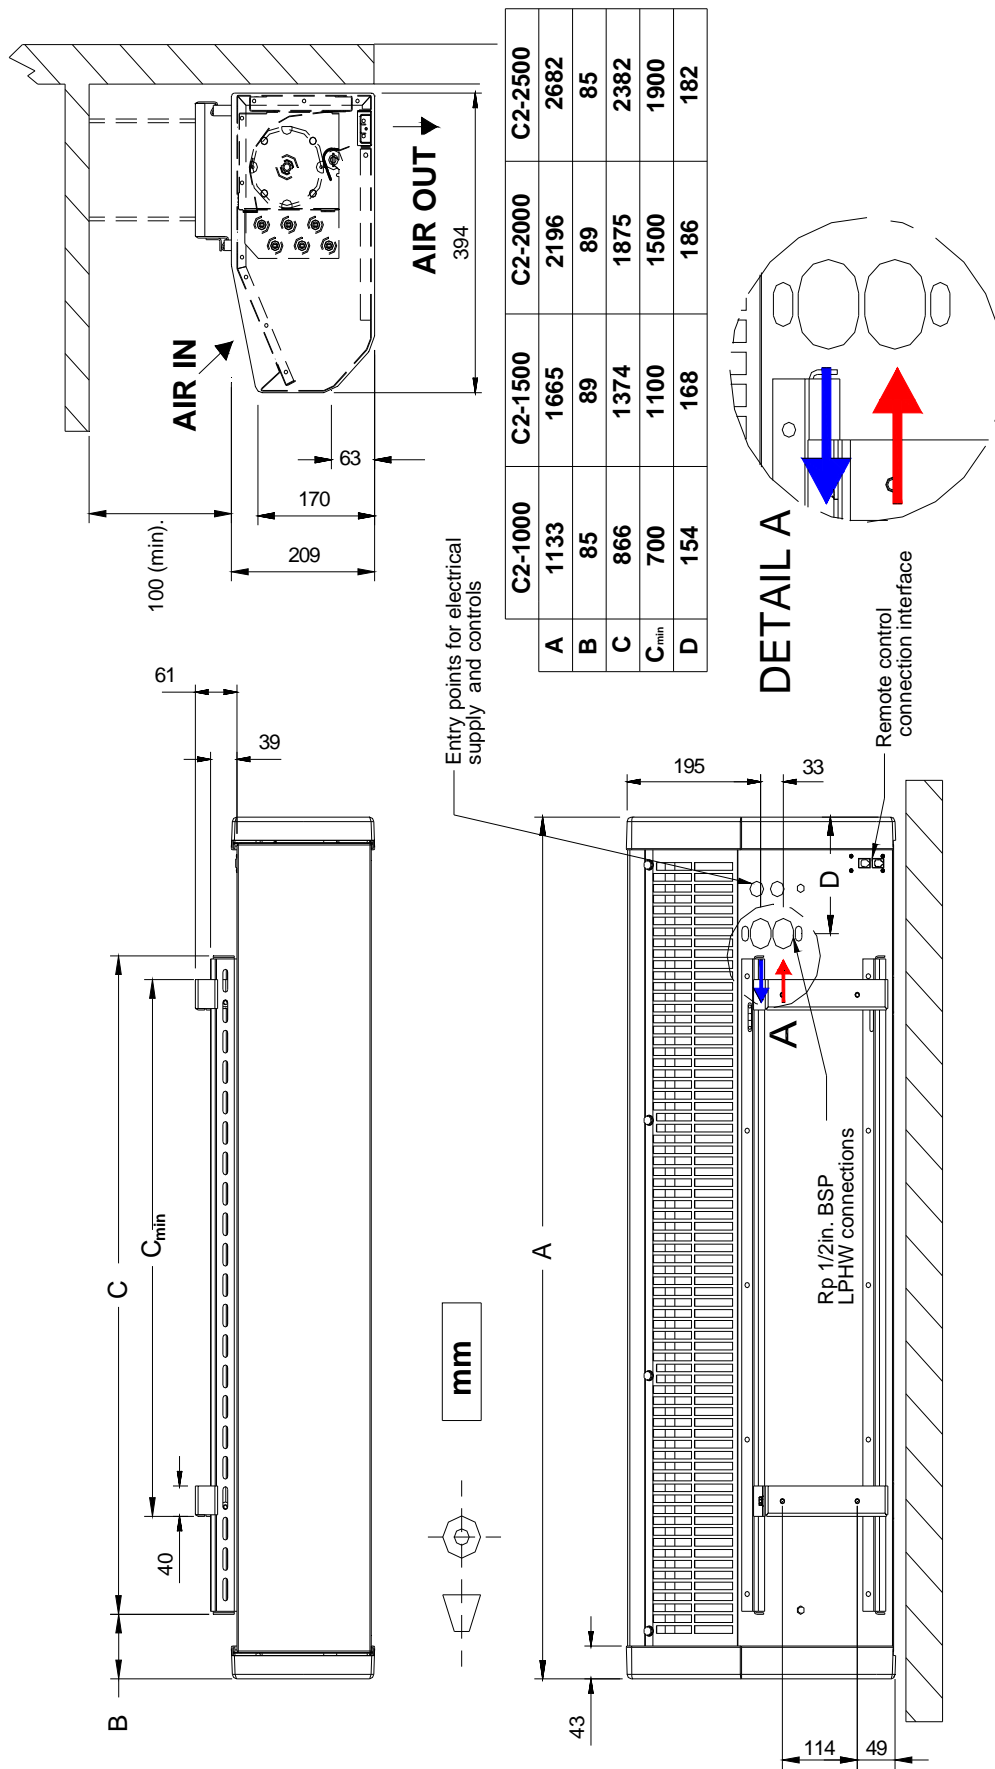 B
C
Cmin
40
61
39
mm
100 (min).
209
170
63
394
AIR IN
AIR OUT
C2-1000 C2-1500 C2-2000 C2-2500
A 1133 1665 2196 2682
B 85 89 89 85
C 866 1374 1875 2382
Cmin 700 1100 1500 1900
D 154 168 186 182
43
A
114
49
195
33
D
Entry points for electrical
supply and controls
A
Rp 1/2in. BSP
LPHW connections
Remote control
connection interface
DETAIL A